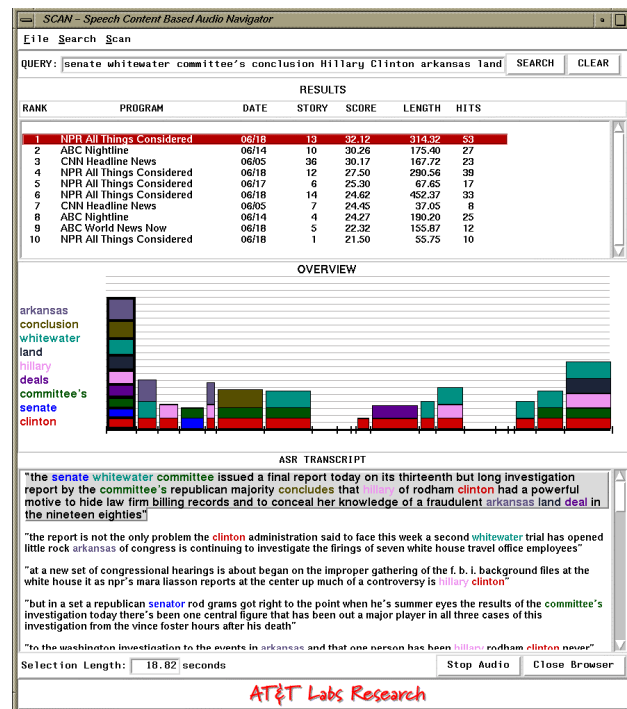 SCAN – Speech Content Based Audio Navigator
File Search Scan
QUERY: senate whitewater committee's conclusion Hillary Clinton arkansas land SEARCH CLEAR
RESULTS
RANK PROGRAM DATE STORY SCORE LENGTH HITS
1 NPR All Things Considered 06/18 13 32.12 314.32 53
2 ABC Nightline 06/14 10 30.26 175.40 27
3 CNN Headline News 06/05 36 30.17 167.72 23
4 NPR All Things Considered 06/18 12 27.50 290.56 39
5 NPR All Things Considered 06/17 6 25.30 67.65 17
6 NPR All Things Considered 06/18 14 24.62 452.37 33
7 CNN Headline News 06/05 7 24.45 37.05 8
8 ABC Nightline 06/14 4 24.27 190.20 25
9 ABC World News Now 06/18 5 22.32 155.87 12
10 NPR All Things Considered 06/18 1 21.50 55.75 10
OVERVIEW
arkansas
conclusion
whitewater
land
hillary
deals
committee's
senate
clinton
ASR TRANSCRIPT
"the senate whitewater committee issued a final report today on its thirteenth but long investigation
report by the committee's republican majority concludes that hillary of rodham clinton had a powerful
motive to hide law firm billing records and to conceal her knowledge of a fraudulent arkansas land deal in
the nineteen eighties"
"the report is not the only problem the clinton administration said to face this week a second whitewater trial has opened
little rock arkansas of congress is continuing to investigate the firings of seven white house travel office employees"
"at a new set of congressional hearings is about began on the improper gathering of the f. b. i. background files at the
white house it as npr's mara liasson reports at the center up much of a controversy is hillary clinton"
"but in a set a republican senator rod grams got right to the point when he's summer eyes the results of the committee's
investigation today there's been one central figure that has been out a major player in all three cases of this
investigation from the vince foster hours after his death"
"to the washington investigation to the events in arkansas and that one person has been hillary rodham clinton never"
Selection Length: 18.82 seconds Stop Audio Close Browser
AT&T Labs Research